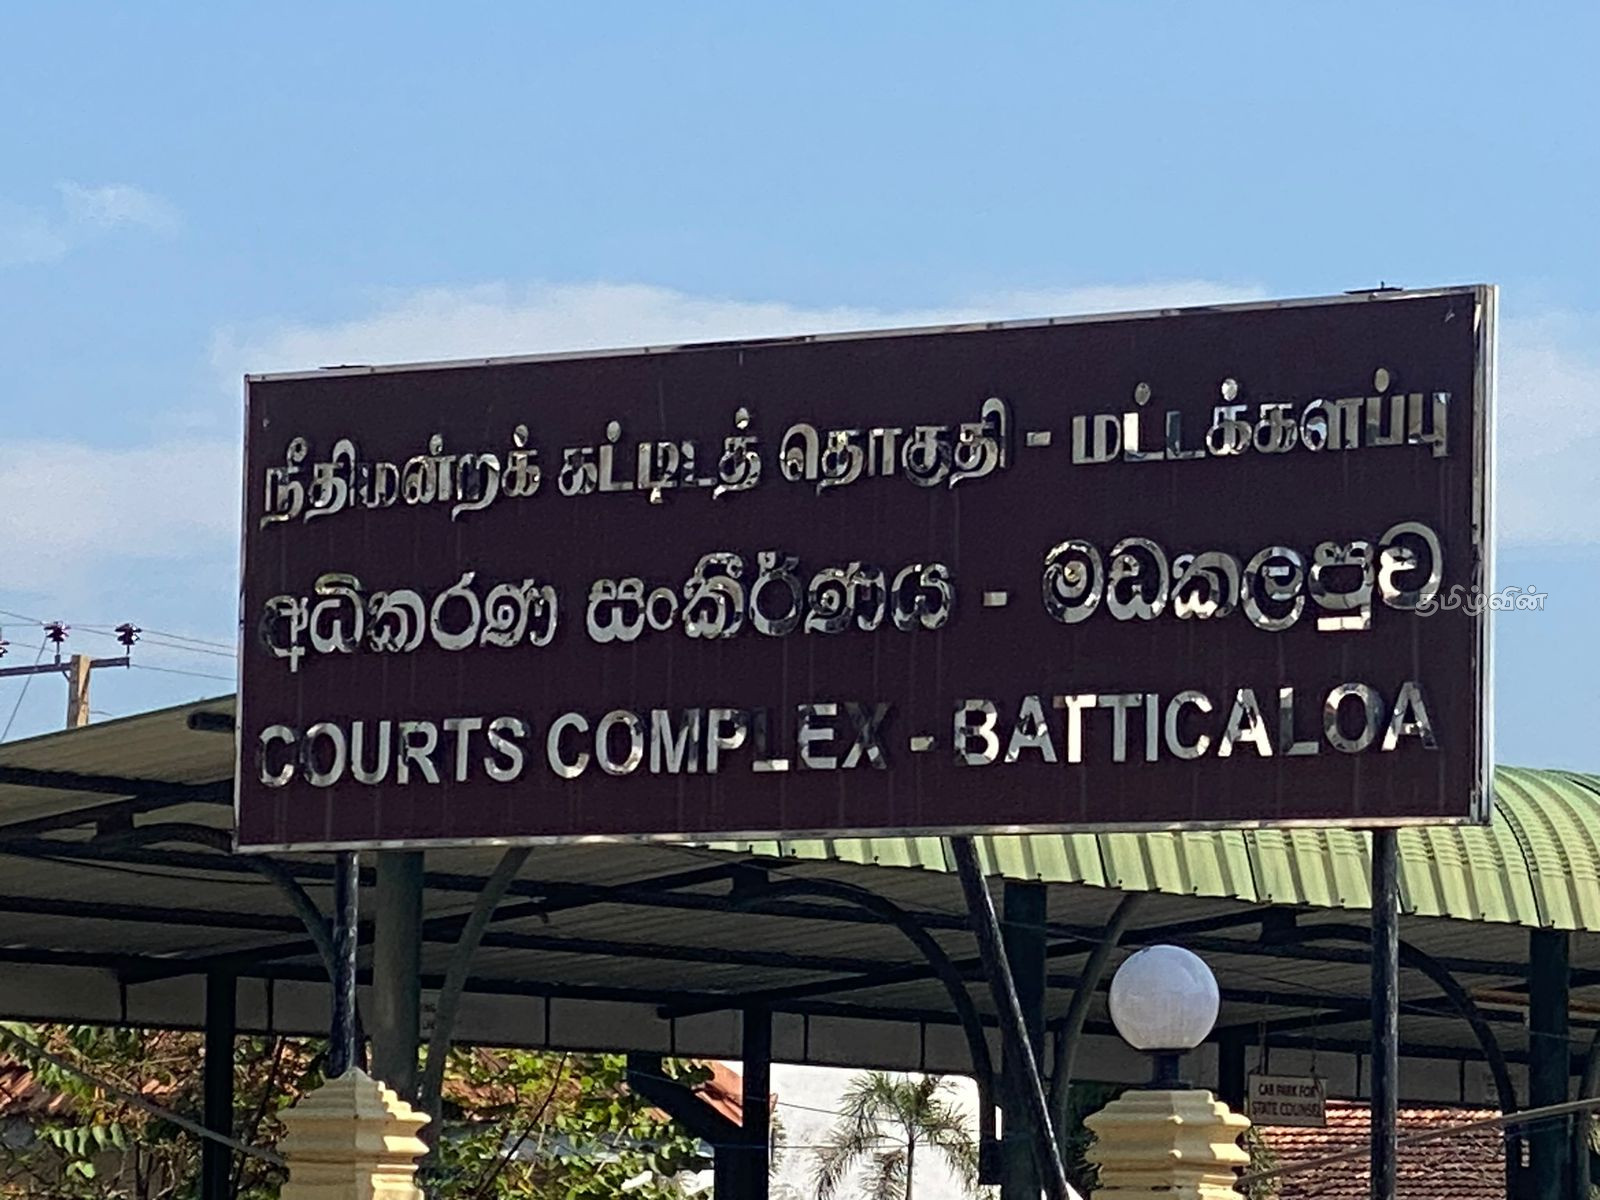 நீதிமன்றக் கட்டிடத் தொகுதி - மட்டக்களப்பு
අධිකරණ සංකීර්ණය - මඩකලපුව
தமிழ்வின்
COURTS COMPLEX - BATTICALOA
CAR PARK FOR
STATE COUNSEL